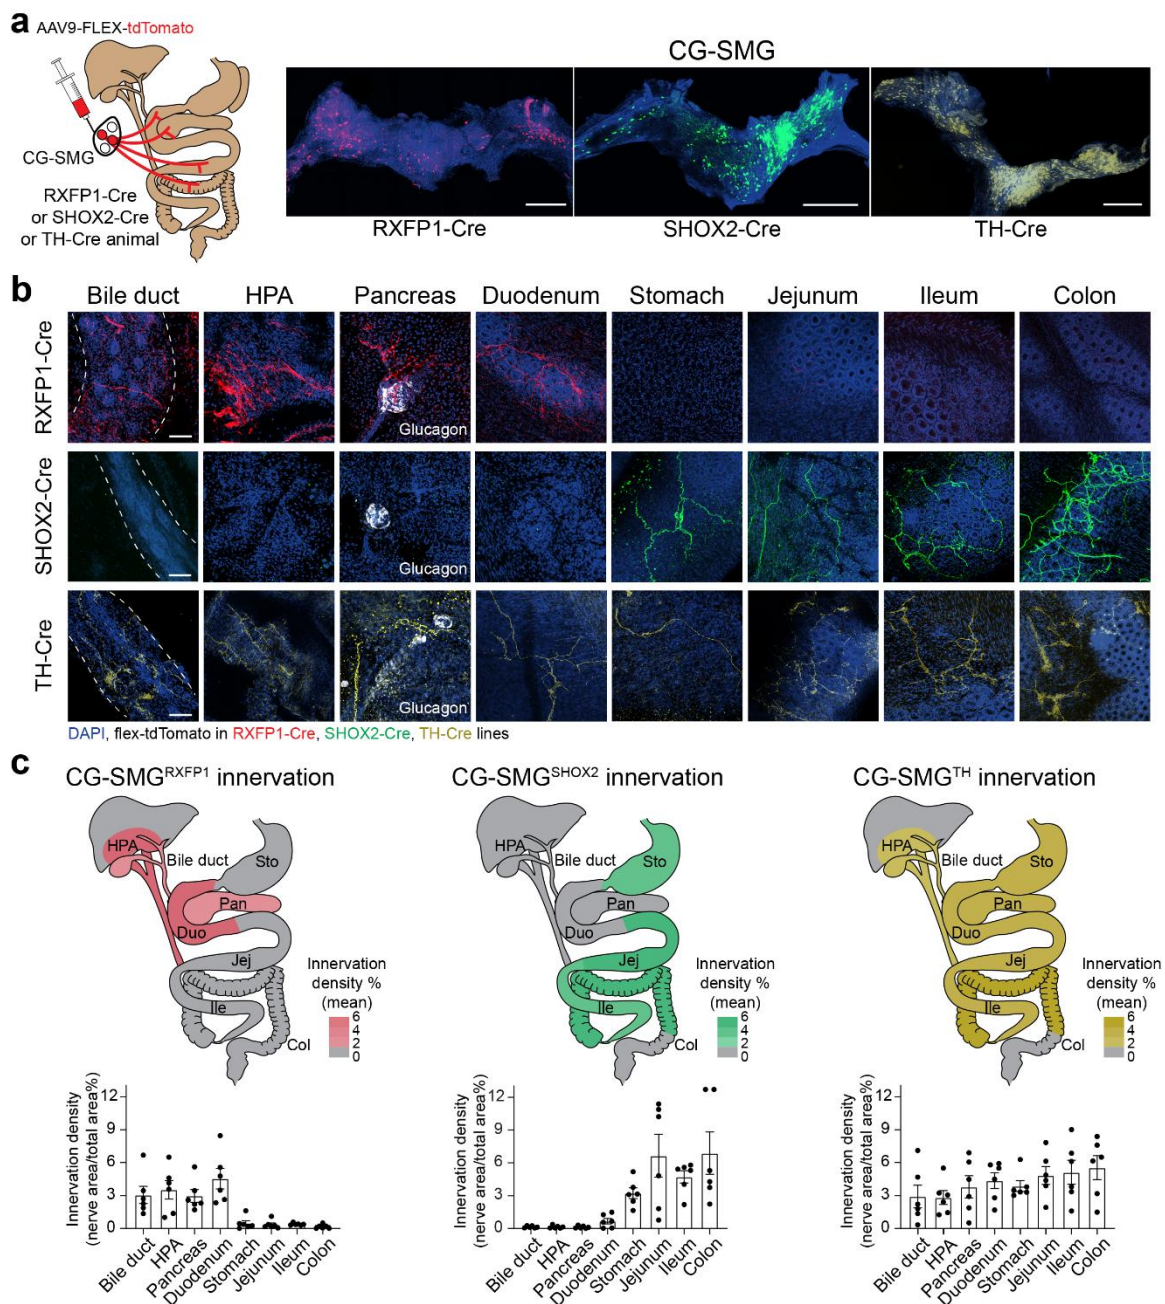 a
AAV9-FLEX-tdTomato
CG-SMG
RXFP1-Cre
or SHOX2-Cre
or TH-Cre animal
CG-SMG
RXFP1-Cre
SHOX2-Cre
TH-Cre
b
Bile duct
HPA
Pancreas
Duodenum
Stomach
Jejunum
Ileum
Colon
RXFP1-Cre
Glucagon
SHOX2-Cre
Glucagon
TH-Cre
Glucagon
DAPI, flex-tdTomato in RXFP1-Cre, SHOX2-Cre, TH-Cre lines
c
CG-SMG^RXFP1 innervation
HPA
Bile duct
Sto
Pan
Duo
Jej
Ile
Col
Innervation
density %
(mean)
6
4
2
0
CG-SMG^SHOX2 innervation
HPA
Bile duct
Sto
Pan
Duo
Jej
Ile
Col
Innervation
density %
(mean)
6
4
2
0
CG-SMG^TH innervation
HPA
Bile duct
Sto
Pan
Duo
Jej
Ile
Col
Innervation
density %
(mean)
6
4
2
0
Innervation density
(nerve area/total area%)
12
9
6
3
0
Bile duct
HPA
Pancreas
Duodenum
Stomach
Jejunum
Ileum
Colon
Innervation density
(nerve area/total area%)
12
9
6
3
0
Bile duct
HPA
Pancreas
Duodenum
Stomach
Jejunum
Ileum
Colon
Innervation density
(nerve area/total area%)
12
9
6
3
0
Bile duct
HPA
Pancreas
Duodenum
Stomach
Jejunum
Ileum
Colon